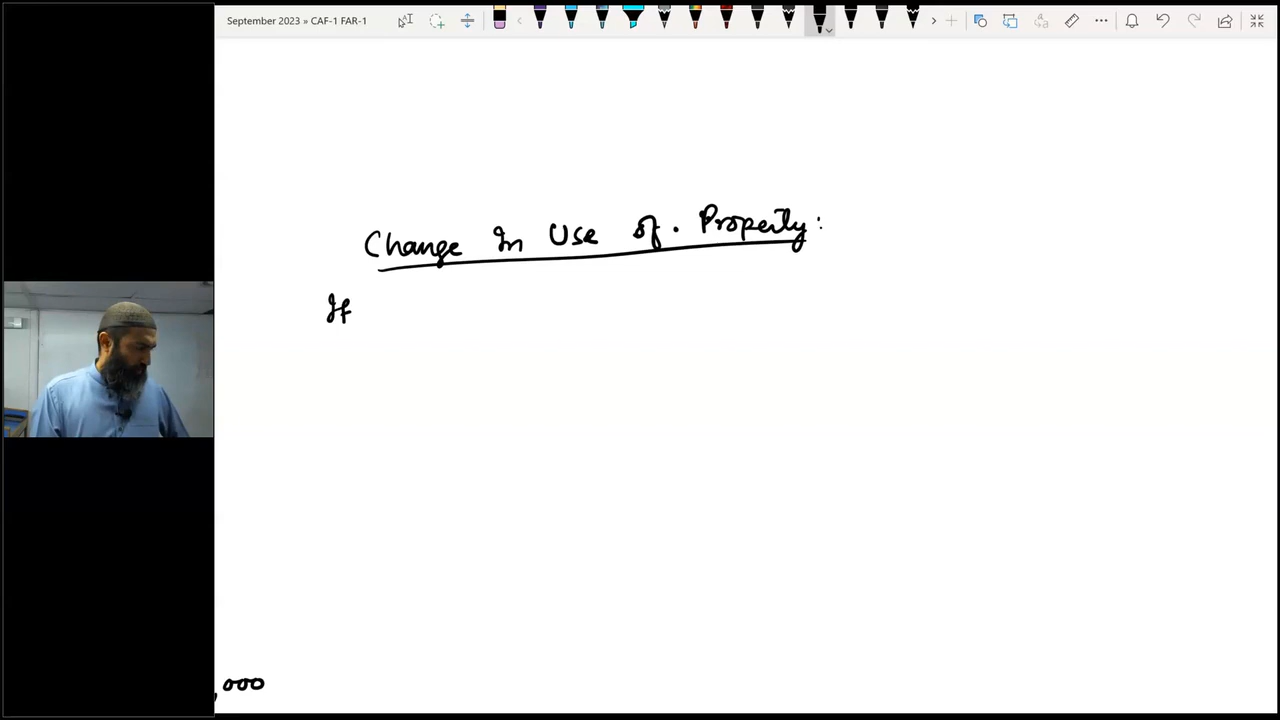 September 2023 » CAF-1 FAR-1
Change In Use of. Property:
If
,000